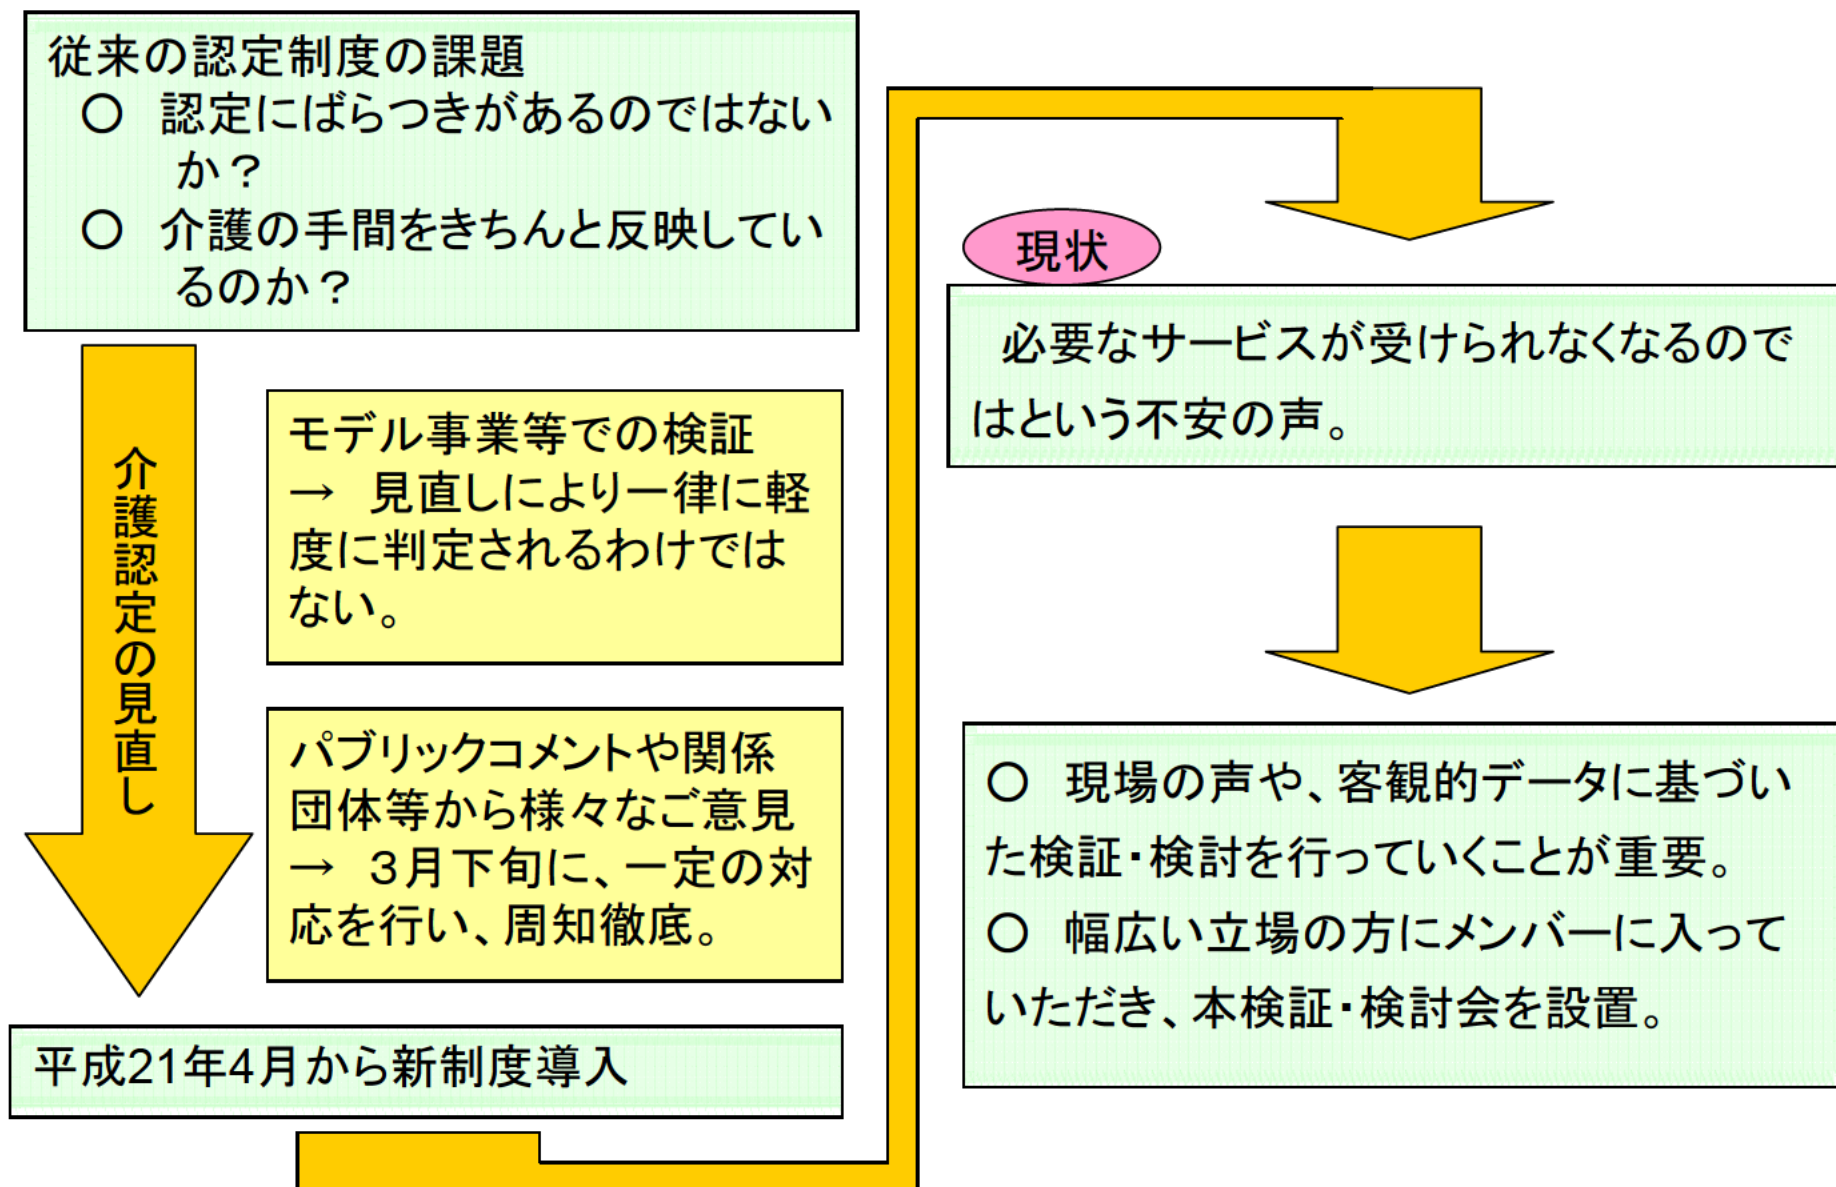 従来の認定制度の課題
○ 認定にばらつきがあるのではない
か?
○ 介護の手間をきちんと反映してい
るのか?
介護認定の見直し
モデル事業等での検証
→ 見直しにより一律に軽
度に判定されるわけでは
ない。
パブリックコメントや関係
団体等から様々なご意見
→ 3月下旬に、一定の対
応を行い、周知徹底。
平成21年4月から新制度導入
現状
必要なサービスが受けられなくなるので
はという不安の声。
○ 現場の声や、客観的データに基づい
た検証・検討を行っていくことが重要。
○ 幅広い立場の方にメンバーに入って
いただき、本検証・検討会を設置。